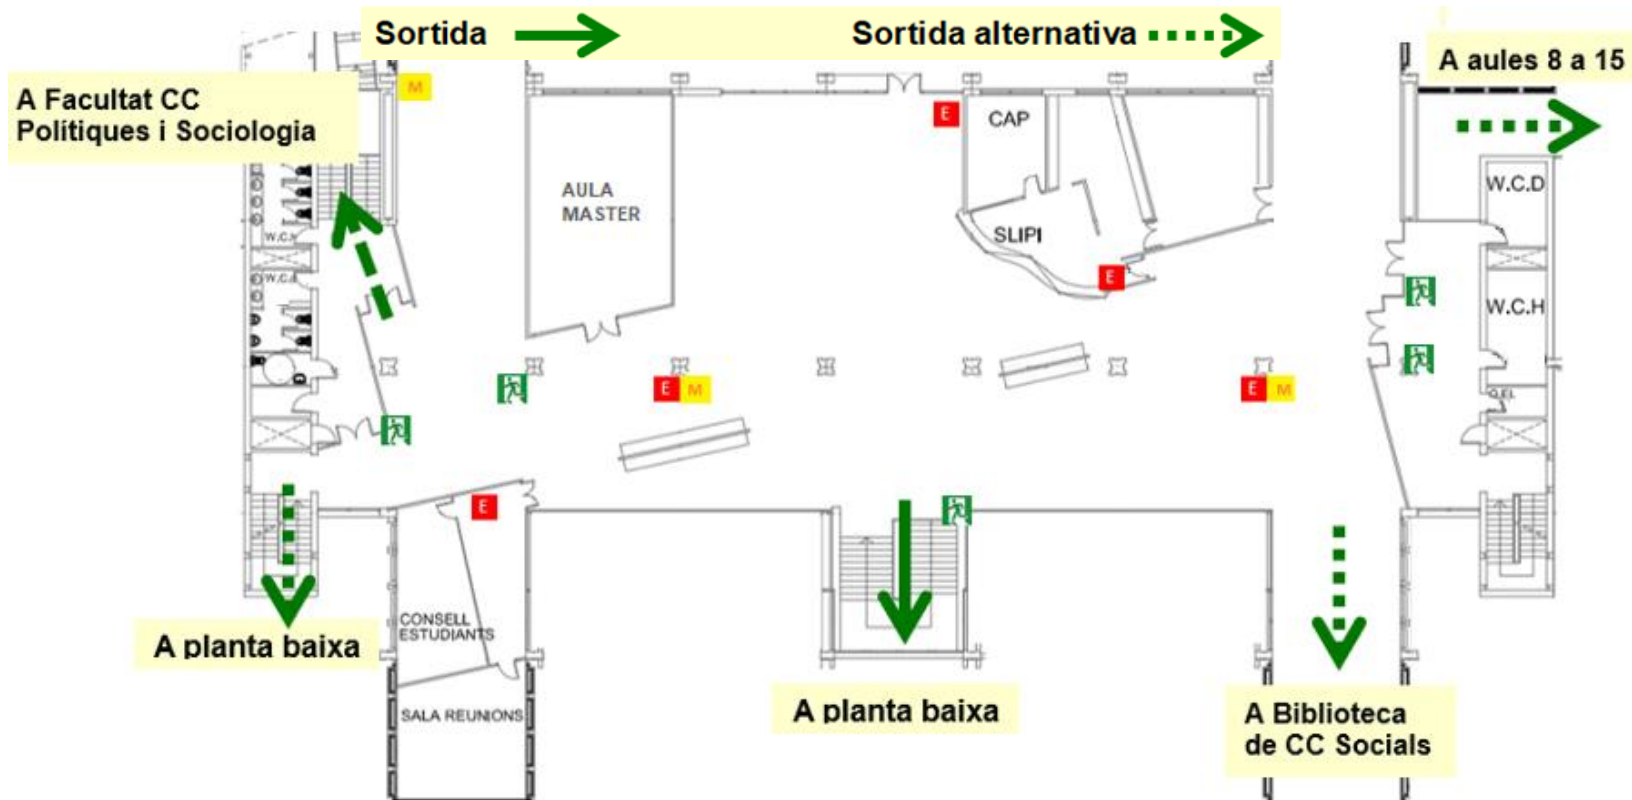 Sortida
Sortida alternativa
A aules 8 a 15
A Facultat CC
Polítiques i Sociologia
M
E
CAP
AULA
MASTER
SLIPI
E
W.C.D
W.C.H
W.C.
W.C.
E M
E M
E
CONSELL
ESTUDIANTS
SALA REUNIONS
A planta baixa
A planta baixa
A Biblioteca
de CC Socials